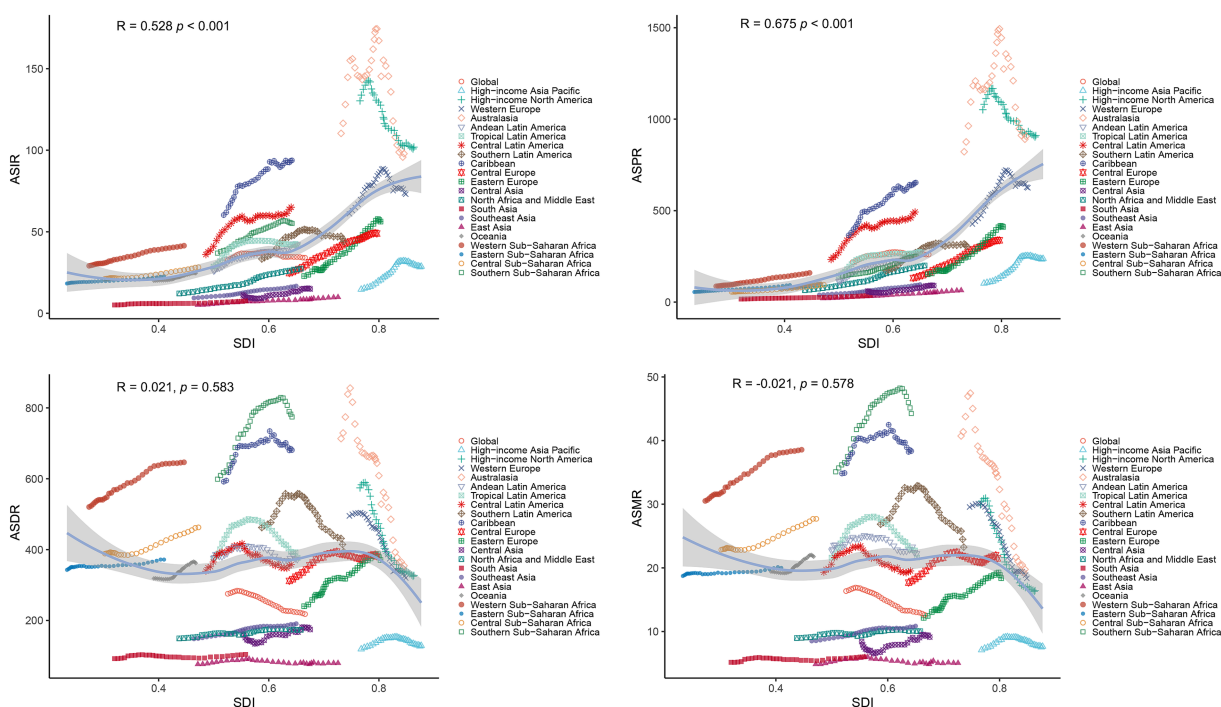 R = 0.528 p < 0.001
ASIR
150
100
50
0
0.4
0.6
0.8
SDI
Global
High−income Asia Pacific
High−income North America
Western Europe
Australasia
Andean Latin America
Tropical Latin America
Central Latin America
Southern Latin America
Caribbean
Central Europe
Eastern Europe
Central Asia
North Africa and Middle East
South Asia
Southeast Asia
East Asia
Oceania
Western Sub−Saharan Africa
Eastern Sub−Saharan Africa
Central Sub−Saharan Africa
Southern Sub−Saharan Africa
R = 0.675 p < 0.001
ASPR
1500
1000
500
0
0.4
0.6
0.8
SDI
Global
High−income Asia Pacific
High−income North America
Western Europe
Australasia
Andean Latin America
Tropical Latin America
Central Latin America
Southern Latin America
Caribbean
Central Europe
Eastern Europe
Central Asia
North Africa and Middle East
South Asia
Southeast Asia
East Asia
Oceania
Western Sub−Saharan Africa
Eastern Sub−Saharan Africa
Central Sub−Saharan Africa
Southern Sub−Saharan Africa
R = 0.021, p = 0.583
ASDR
800
600
400
200
0.4
0.6
0.8
SDI
Global
High−income Asia Pacific
High−income North America
Western Europe
Australasia
Andean Latin America
Tropical Latin America
Central Latin America
Southern Latin America
Caribbean
Central Europe
Eastern Europe
Central Asia
North Africa and Middle East
South Asia
Southeast Asia
East Asia
Oceania
Western Sub−Saharan Africa
Eastern Sub−Saharan Africa
Central Sub−Saharan Africa
Southern Sub−Saharan Africa
R = -0.021, p = 0.578
ASMR
50
40
30
20
10
0.4
0.6
0.8
SDI
Global
High−income Asia Pacific
High−income North America
Western Europe
Australasia
Andean Latin America
Tropical Latin America
Central Latin America
Southern Latin America
Caribbean
Central Europe
Eastern Europe
Central Asia
North Africa and Middle East
South Asia
Southeast Asia
East Asia
Oceania
Western Sub−Saharan Africa
Eastern Sub−Saharan Africa
Central Sub−Saharan Africa
Southern Sub−Saharan Africa